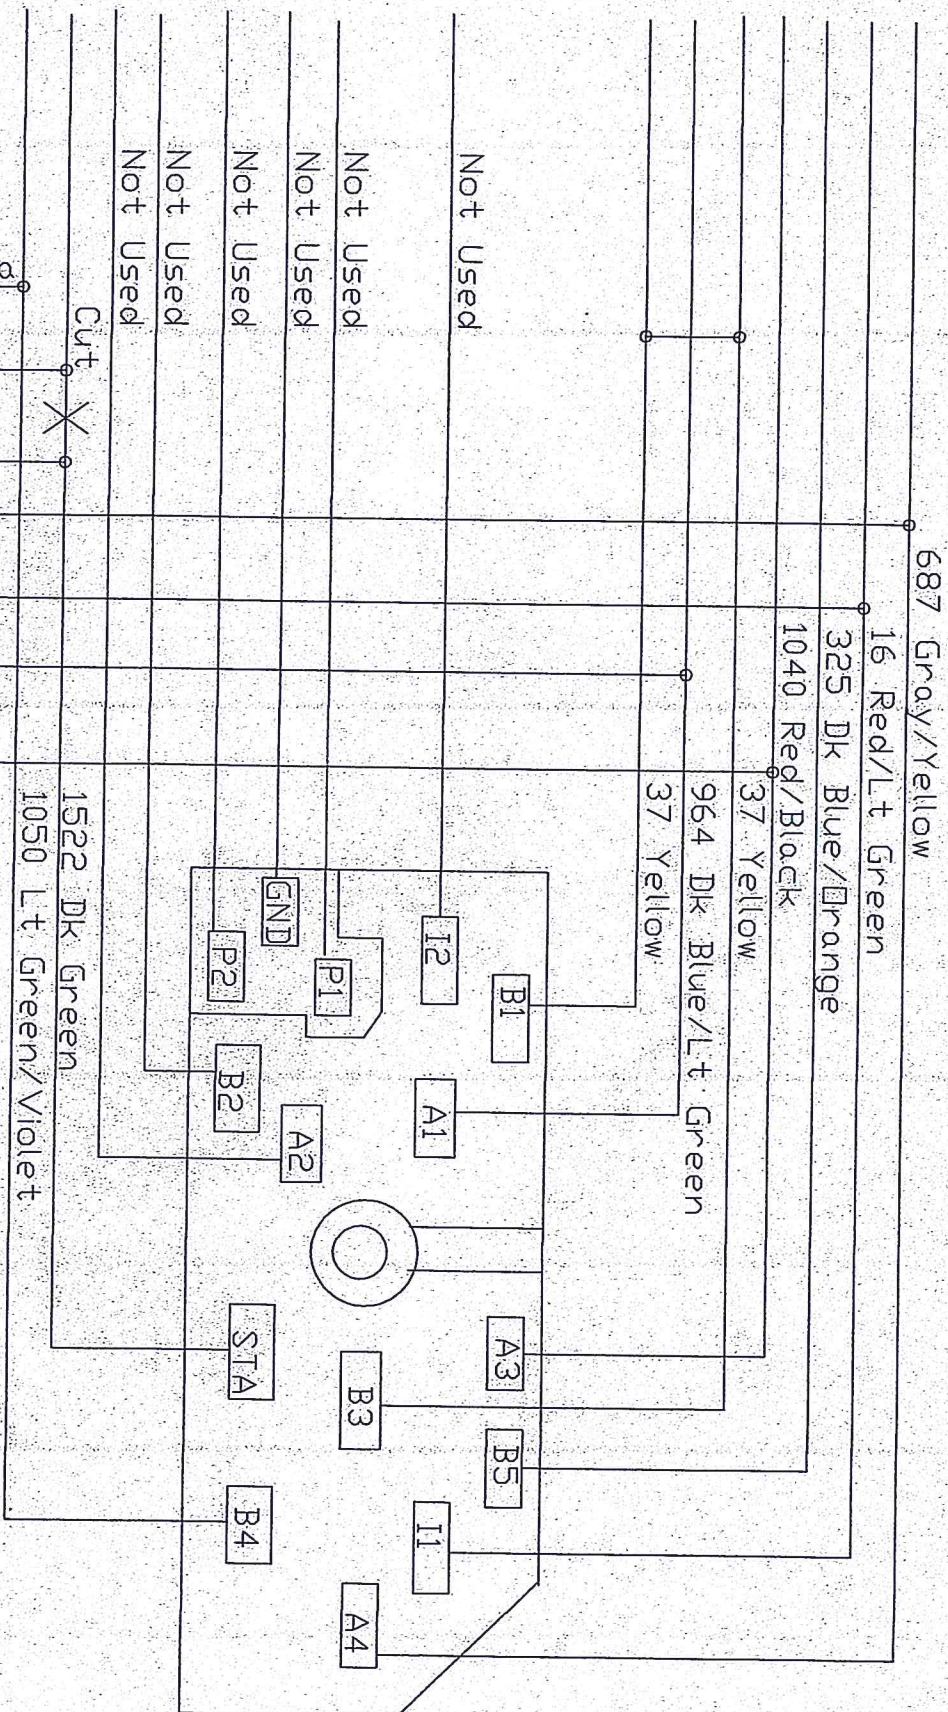 687 Gray/Yellow
16 Red/Lt Green
325 Dk Blue/Orange
1040 Red/Black
37 Yellow
964 Dk Blue/Lt Green
37 Yellow
Not Used
Not Used
Not Used
Not Used
Not Used
Not Used
Cut
1522 Dk Green
1050 Lt Green/Violet
B1
A3
B5
I2
A1
I1
P1
B3
A4
GND
A2
P2
B2
STA
B4